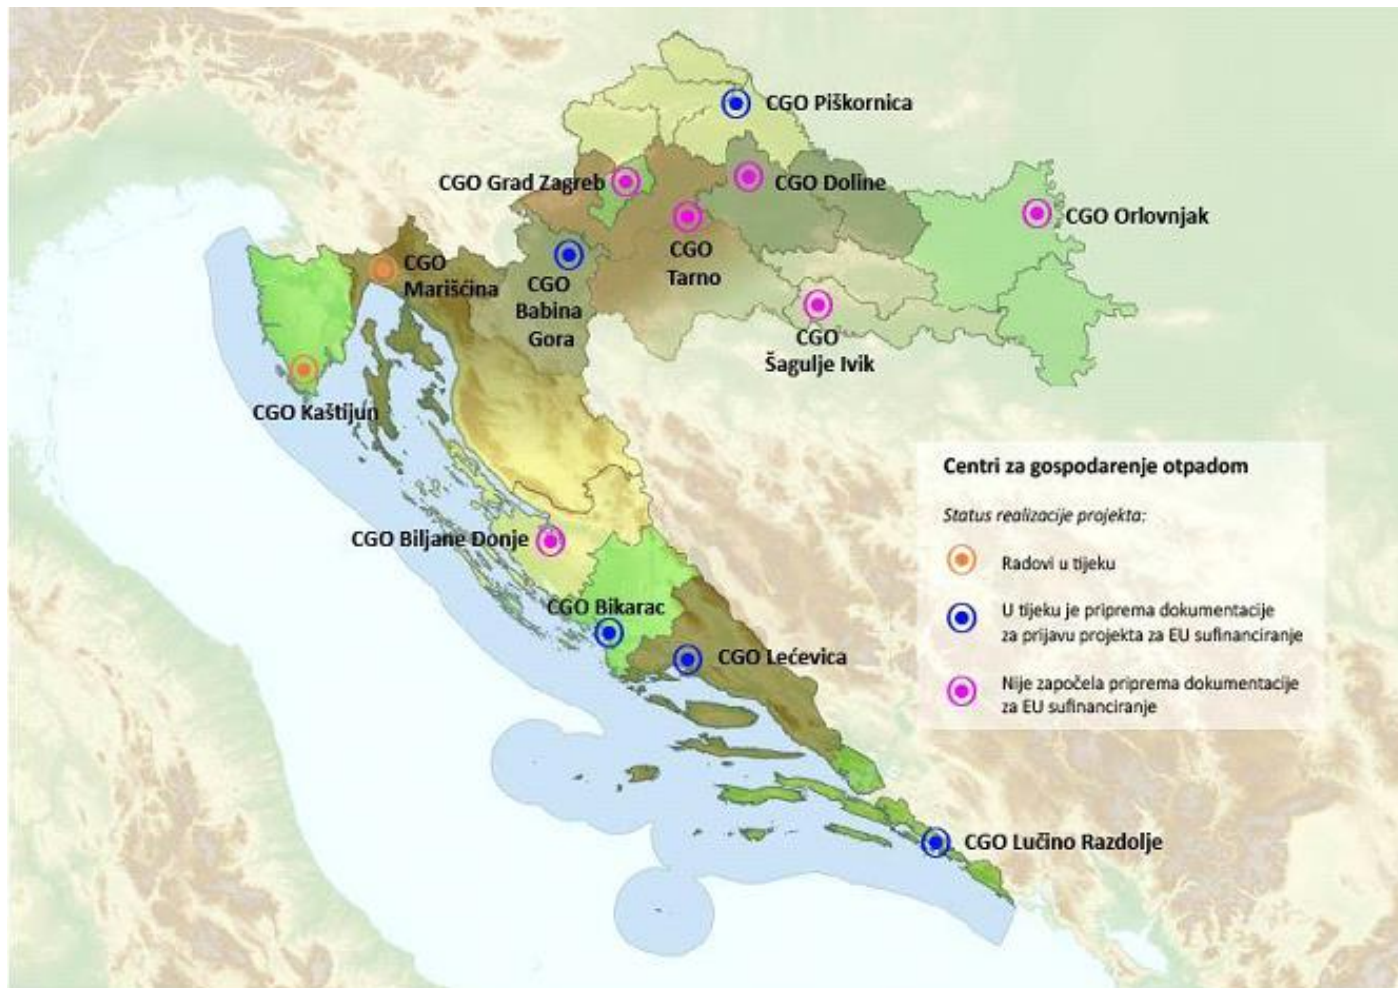 CGO Piškornica
CGO Grad Zagreb
CGO Doline
CGO Orlovnjak
CGO
Tarno
CGO
Marišćina
CGO
Babina
Gora
CGO
Šagulje Ivik
CGO Kaštijun
CGO Biljane Donje
CGO Bikarac
CGO Lećevica
CGO Lučino Razdolje
Centri za gospodarenje otpadom
Status realizacije projekta:
Radovi u tijeku
U tijeku je priprema dokumentacije
za prijavu projekta za EU sufinanciranje
Nije započela priprema dokumentacije
za EU sufinanciranje